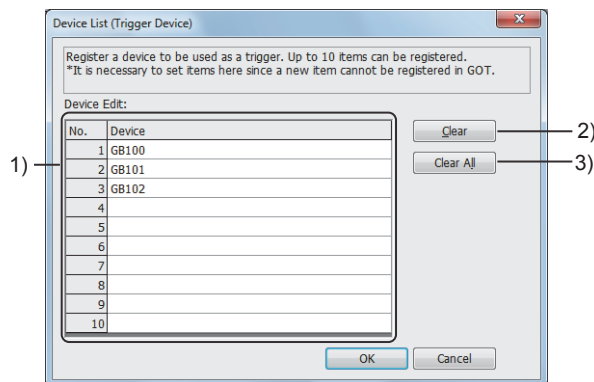 Device List (Trigger Device)
Register a device to be used as a trigger. Up to 10 items can be registered.
*It is necessary to set items here since a new item cannot be registered in GOT.
Device Edit:
No. Device
1 GB100
2 GB101
3 GB102
4
5
6
7
8
9
10
Clear
Clear All
OK Cancel
1)
2)
3)